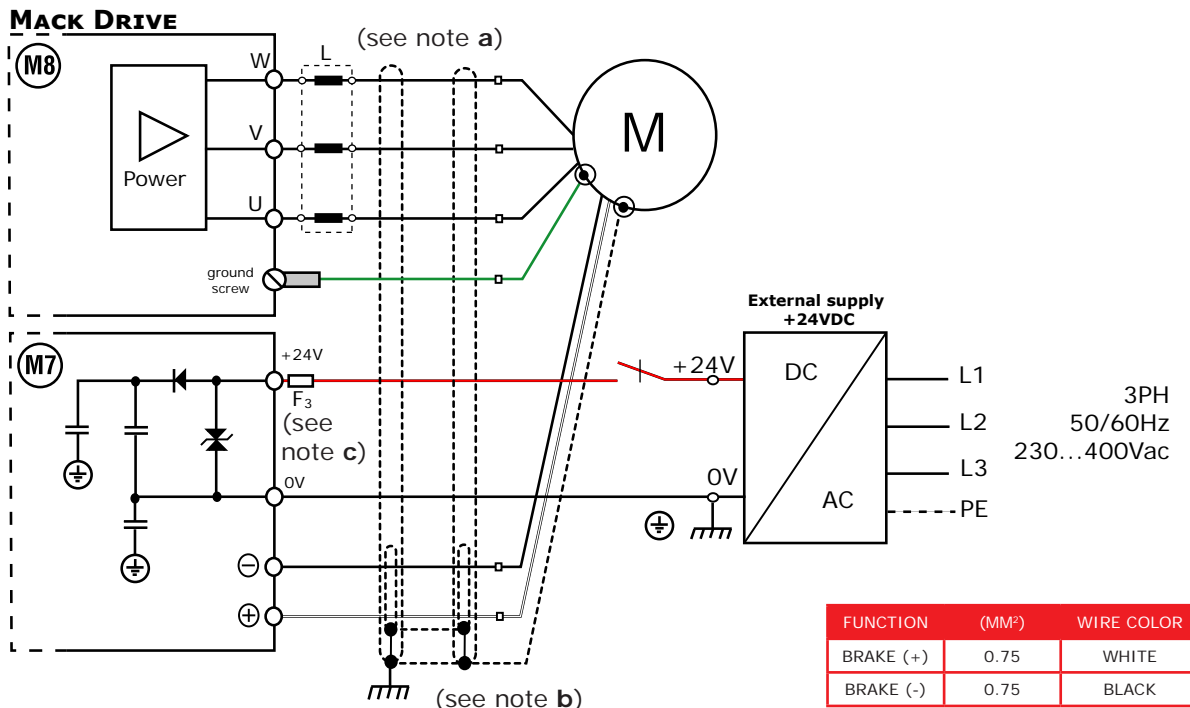 MACK DRIVE
M8
W
L
(see note a)
V
Power
U
M
ground
screw
M7
+24V
F3
(see
note c)
0V
External supply
+24VDC
+24V
DC
L1
L2
L3
PE
0V
AC
3PH
50/60Hz
230...400Vac
−
+
(see note b)
FUNCTION (MM²) WIRE COLOR
BRAKE (+) 0.75 WHITE
BRAKE (-) 0.75 BLACK